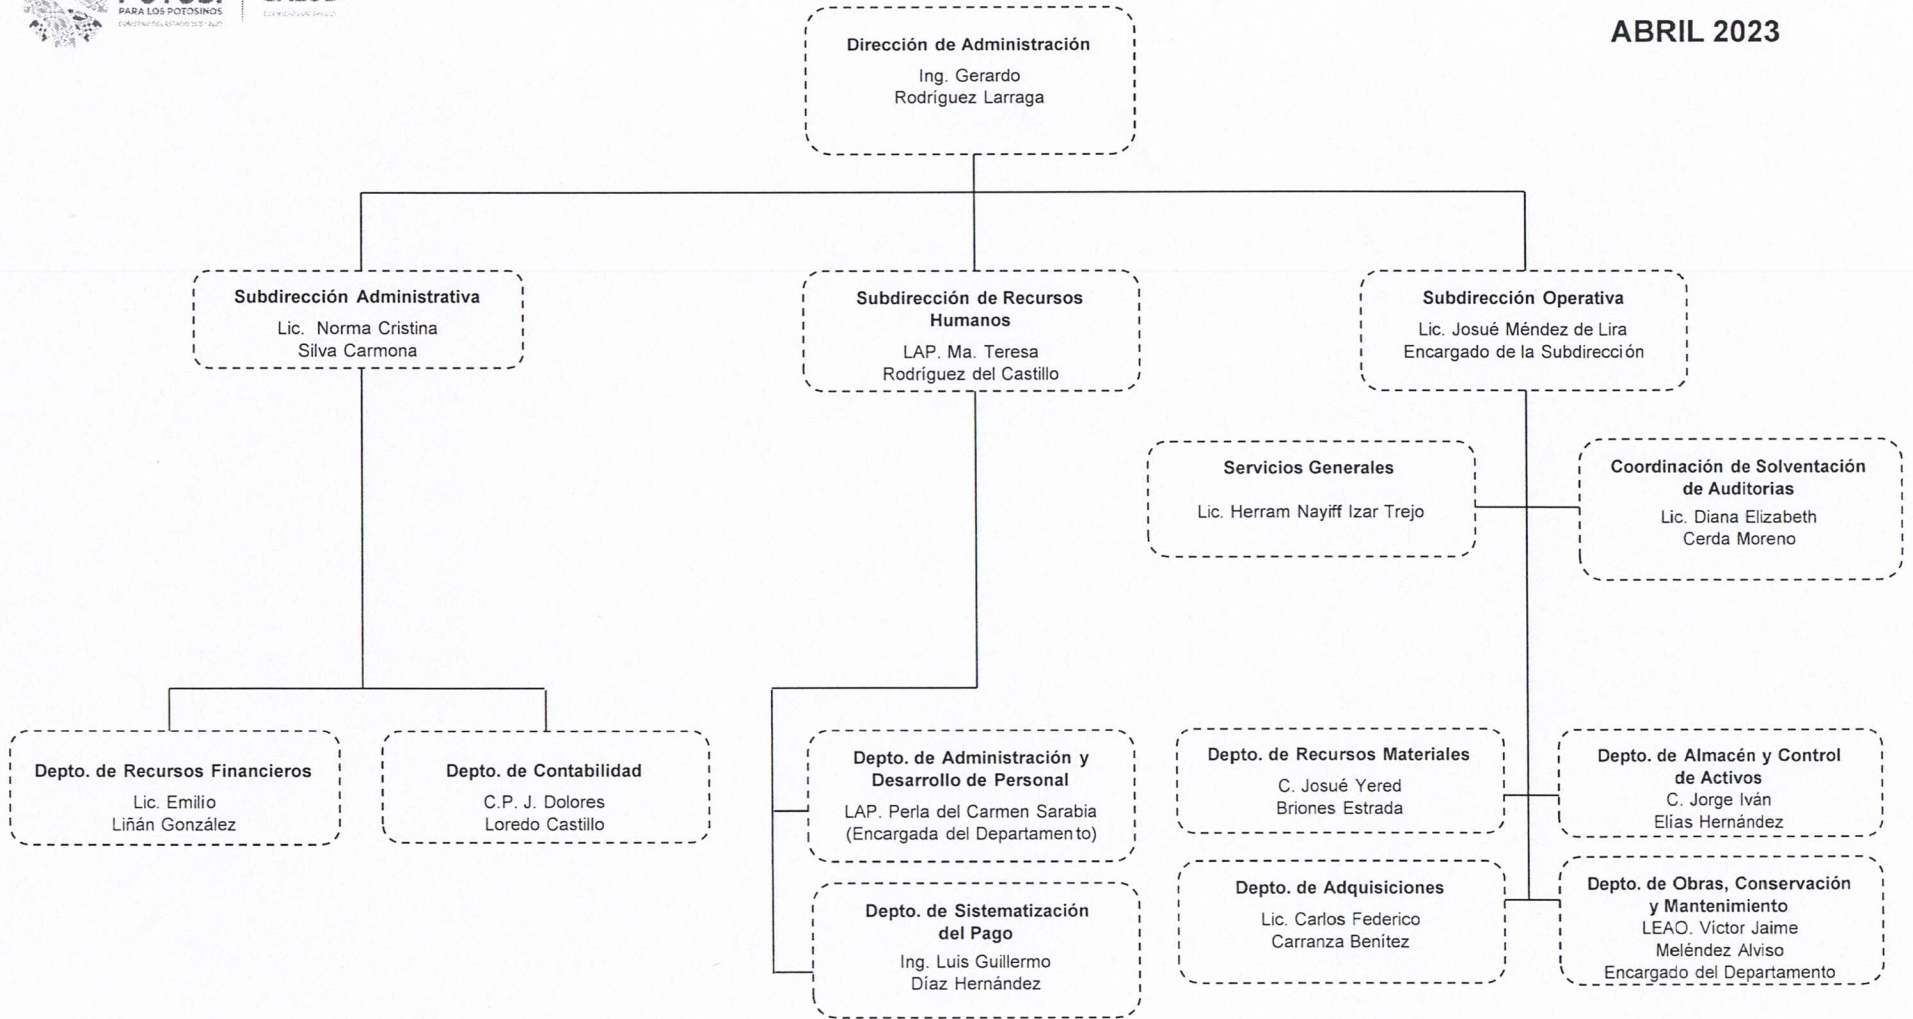 POTOSÍ
PARA LOS POTOSINOS
SALUD
ABRIL 2023
Dirección de Administración
Ing. Gerardo
Rodríguez Larraga
Subdirección Administrativa
Lic. Norma Cristina
Silva Carmona
Subdirección de Recursos
Humanos
LAP. Ma. Teresa
Rodríguez del Castillo
Subdirección Operativa
Lic. Josué Méndez de Lira
Encargado de la Subdirección
Servicios Generales
Lic. Herram Nayiff Izar Trejo
Coordinación de Solventación
de Auditorias
Lic. Diana Elizabeth
Cerda Moreno
Depto. de Recursos Financieros
Lic. Emilio
Liñán González
Depto. de Contabilidad
C.P. J. Dolores
Loredo Castillo
Depto. de Administración y
Desarrollo de Personal
LAP. Perla del Carmen Sarabia
(Encargada del Departamento)
Depto. de Sistematización
del Pago
Ing. Luis Guillermo
Díaz Hernández
Depto. de Recursos Materiales
C. Josué Yered
Briones Estrada
Depto. de Almacén y Control
de Activos
C. Jorge Iván
Elías Hernández
Depto. de Adquisiciones
Lic. Carlos Federico
Carranza Benítez
Depto. de Obras, Conservación
y Mantenimiento
LEAO. Víctor Jaime
Meléndez Alviso
Encargado del Departamento